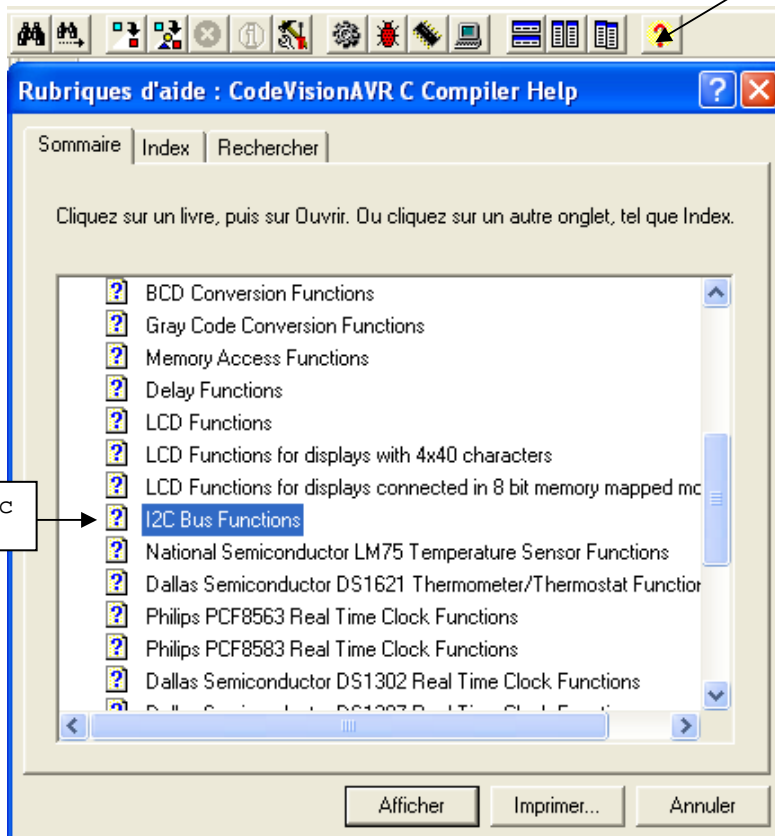 Rubriques d'aide : CodeVisionAVR C Compiler Help
Sommaire Index Rechercher
Cliquez sur un livre, puis sur Ouvrir. Ou cliquez sur un autre onglet, tel que Index.
BCD Conversion Functions
Gray Code Conversion Functions
Memory Access Functions
Delay Functions
LCD Functions
LCD Functions for displays with 4x40 characters
LCD Functions for displays connected in 8 bit memory mapped mc
C
I2C Bus Functions
National Semiconductor LM75 Temperature Sensor Functions
Dallas Semiconductor DS1621 Thermometer/Thermostat Function
Philips PCF8563 Real Time Clock Functions
Philips PCF8583 Real Time Clock Functions
Dallas Semiconductor DS1302 Real Time Clock Functions
Afficher Imprimer... Annuler